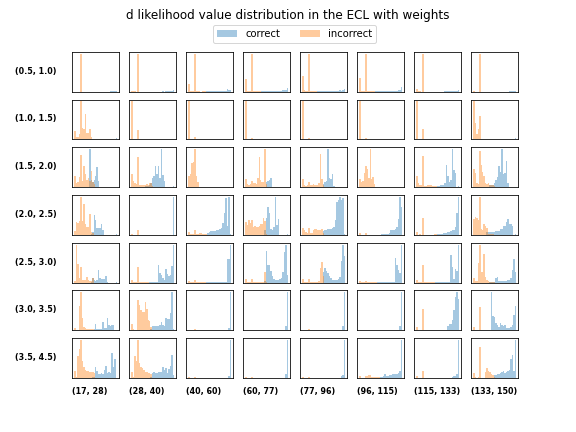 d likelihood value distribution in the ECL with weights
correct incorrect
(0.5, 1.0)
(1.0, 1.5)
(1.5, 2.0)
(2.0, 2.5)
(2.5, 3.0)
(3.0, 3.5)
(3.5, 4.5)
(17, 28) (28, 40) (40, 60) (60, 77) (77, 96) (96, 115) (115, 133) (133, 150)